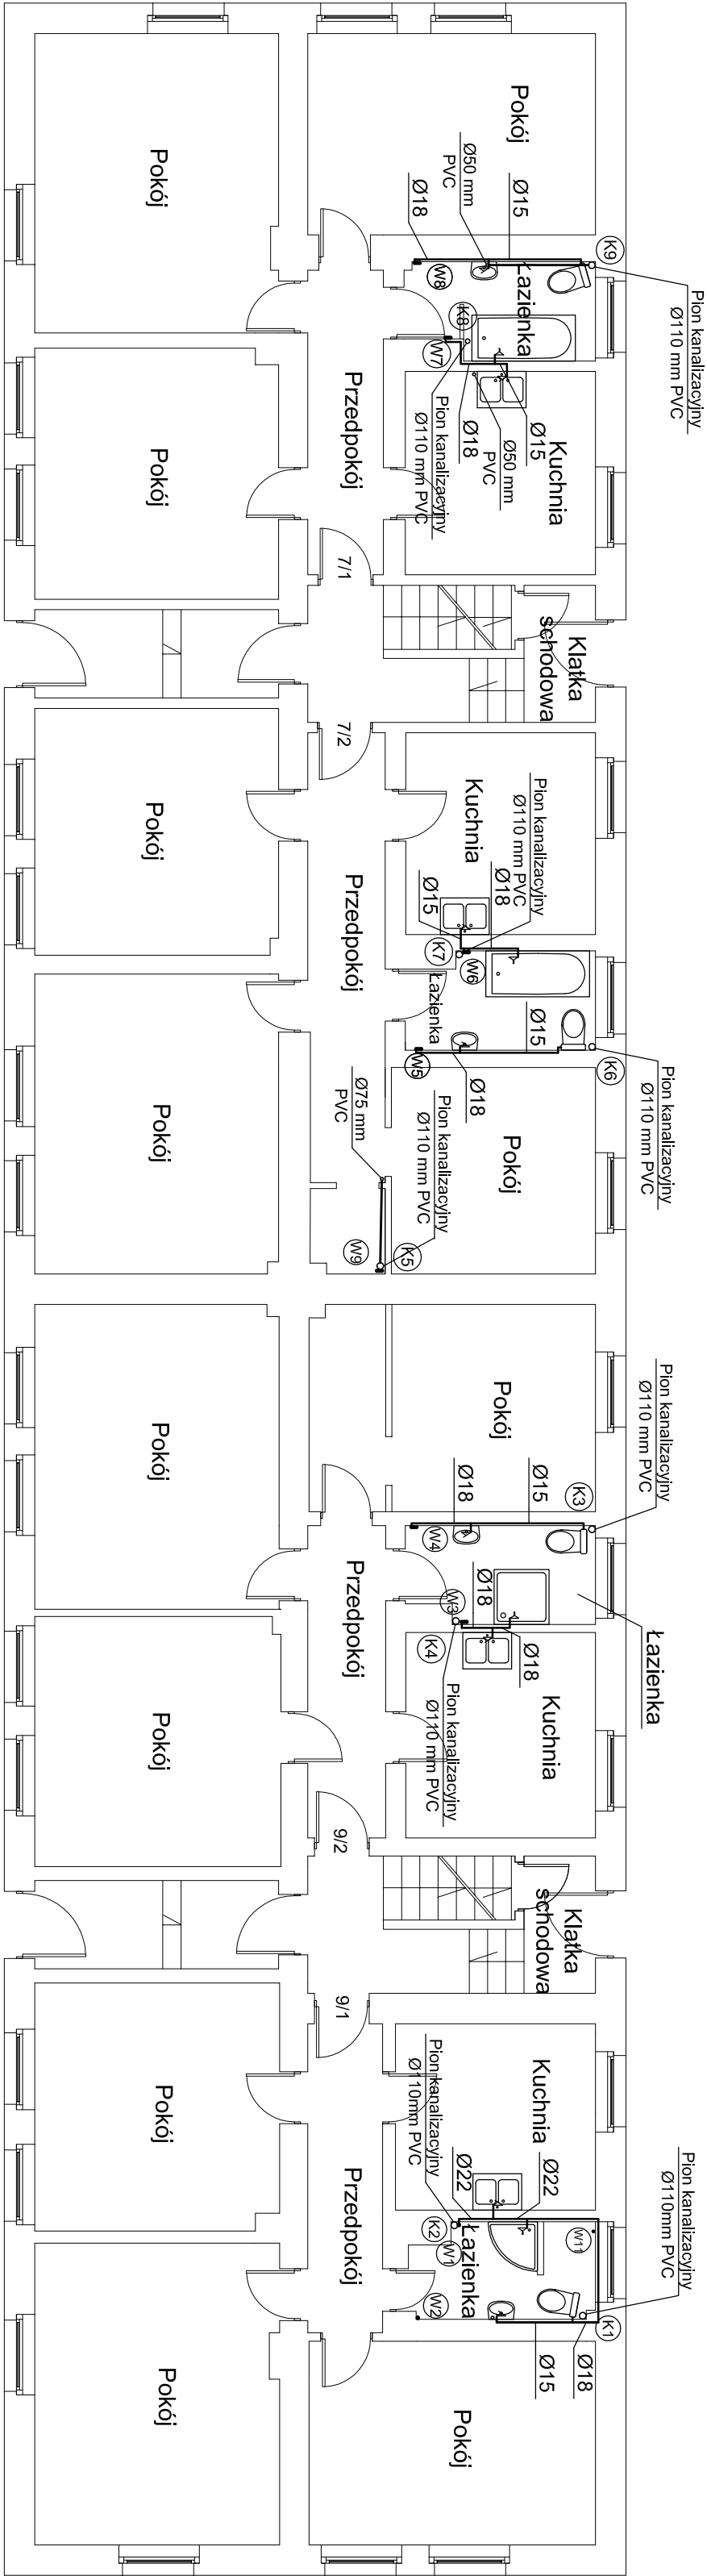 Pokój
Pokój
Ø50 mm
PVC
Ø18
Ø15
K9
Pion kanalizacyjny
Ø110 mm PVC
W8
Łazienka
K8
W7
Pion kanalizacyjny
Ø110 mm PVC
Ø18
Ø50 mm
PVC
Ø15
Kuchnia
Przedpokój
Pokój
7/1
Klatka
schodowa
7/2
Pokój
Kuchnia
Pion kanalizacyjny
Ø110 mm PVC
Ø18
Ø15
K7
W6
Przedpokój
Łazienka
W5
Ø15
Ø18
K6
Pion kanalizacyjny
Ø110 mm PVC
Pokój
Ø75 mm
PVC
Pion kanalizacyjny
Ø110 mm PVC
Pokój
W9
K5
Pokój
Pokój
Pion kanalizacyjny
Ø110 mm PVC
K3
Ø15
Ø18
W4
Łazienka
W3
Ø18
K4
Ø18
Pion kanalizacyjny
Ø110 mm PVC
Kuchnia
Przedpokój
Pokój
9/2
Klatka
schodowa
9/1
Pokój
Kuchnia
Pion kanalizacyjny
Ø110mm PVC
Ø22
Ø22
K2
W1
W11
Łazienka
W2
Przedpokój
K1
Pion kanalizacyjny
Ø110mm PVC
Ø18
Ø15
Pokój
Pokój